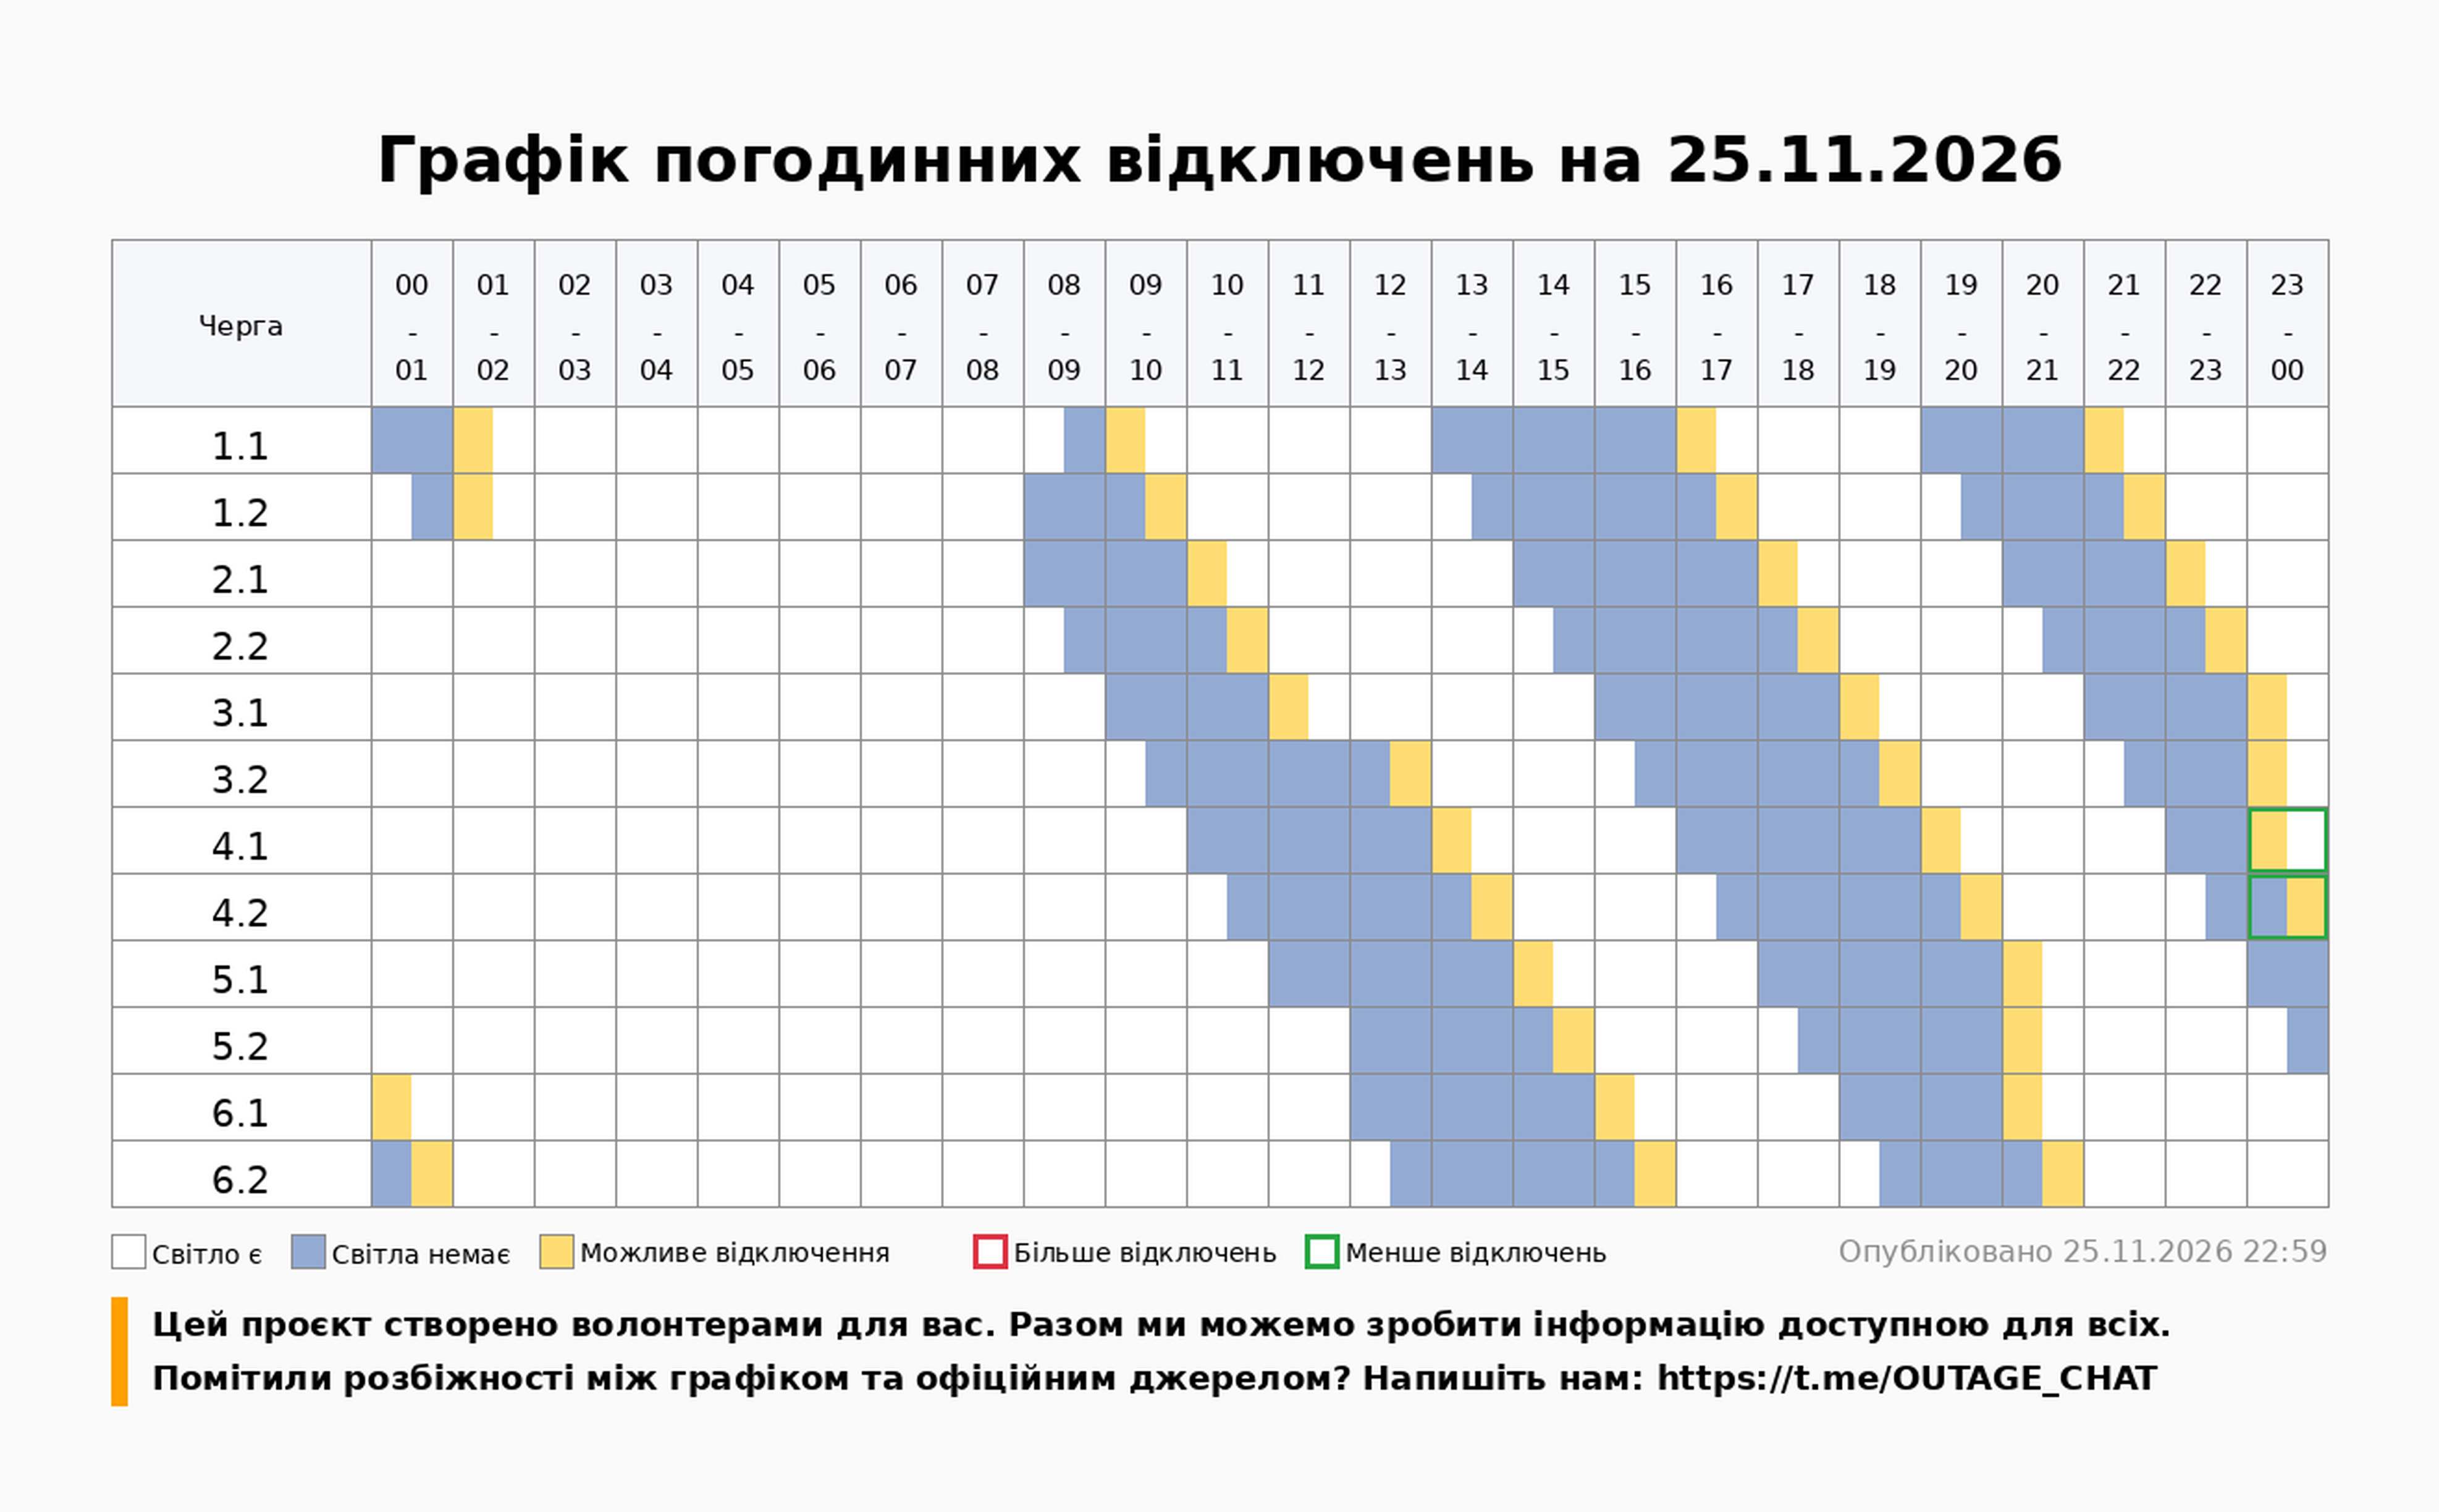 Графік погодинних відключень на 25.11.2026
Черга
00 - 01
01 - 02
02 - 03
03 - 04
04 - 05
05 - 06
06 - 07
07 - 08
08 - 09
09 - 10
10 - 11
11 - 12
12 - 13
13 - 14
14 - 15
15 - 16
16 - 17
17 - 18
18 - 19
19 - 20
20 - 21
21 - 22
22 - 23
23 - 00
1.1
1.2
2.1
2.2
3.1
3.2
4.1
4.2
5.1
5.2
6.1
6.2
Світло є Світла немає Можливе відключення Більше відключень Менше відключень Опубліковано 25.11.2026 22:59
Цей проєкт створено волонтерами для вас. Разом ми можемо зробити інформацію доступною для всіх.
Помітили розбіжності між графіком та офіційним джерелом? Напишіть нам: https://t.me/OUTAGE_CHAT